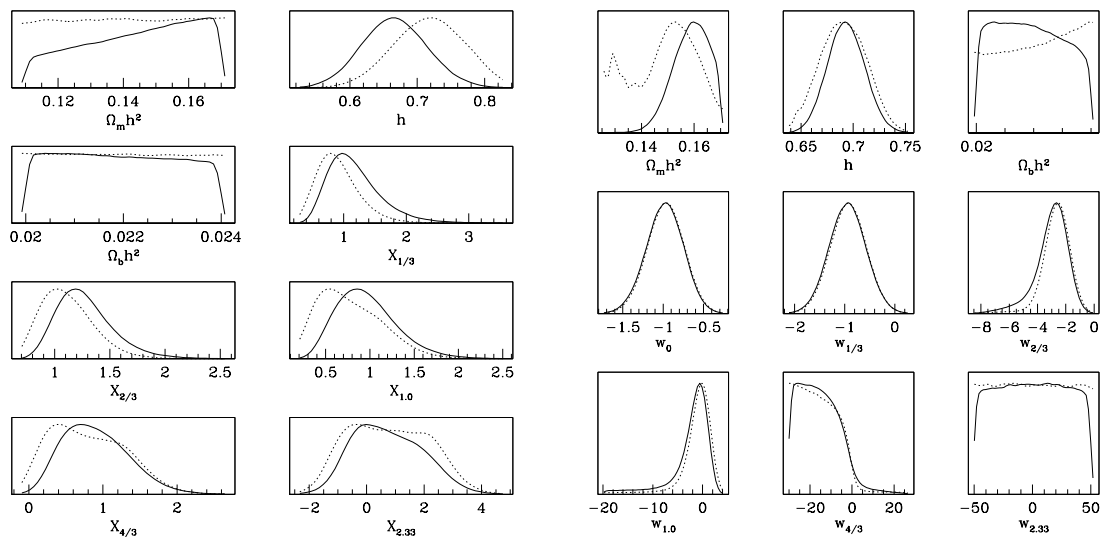 0.12 0.14 0.16
Ωmh²
0.6 0.7 0.8
h
0.02 0.022 0.024
Ωbh²
1 2 3
X1/3
1 1.5 2 2.5
X2/3
0.5 1 1.5 2 2.5
X1.0
0 1 2
X4/3
−2 0 2 4
X2.33
0.14 0.16
Ωmh²
0.65 0.7 0.75
h
0.02
Ωbh²
−1.5 −1 −0.5
w0
−2 −1 0
w1/3
−8 −6 −4 −2 0
w2/3
−20 −10 0
w1.0
−20 0 20
w4/3
−50 0 50
w2.33